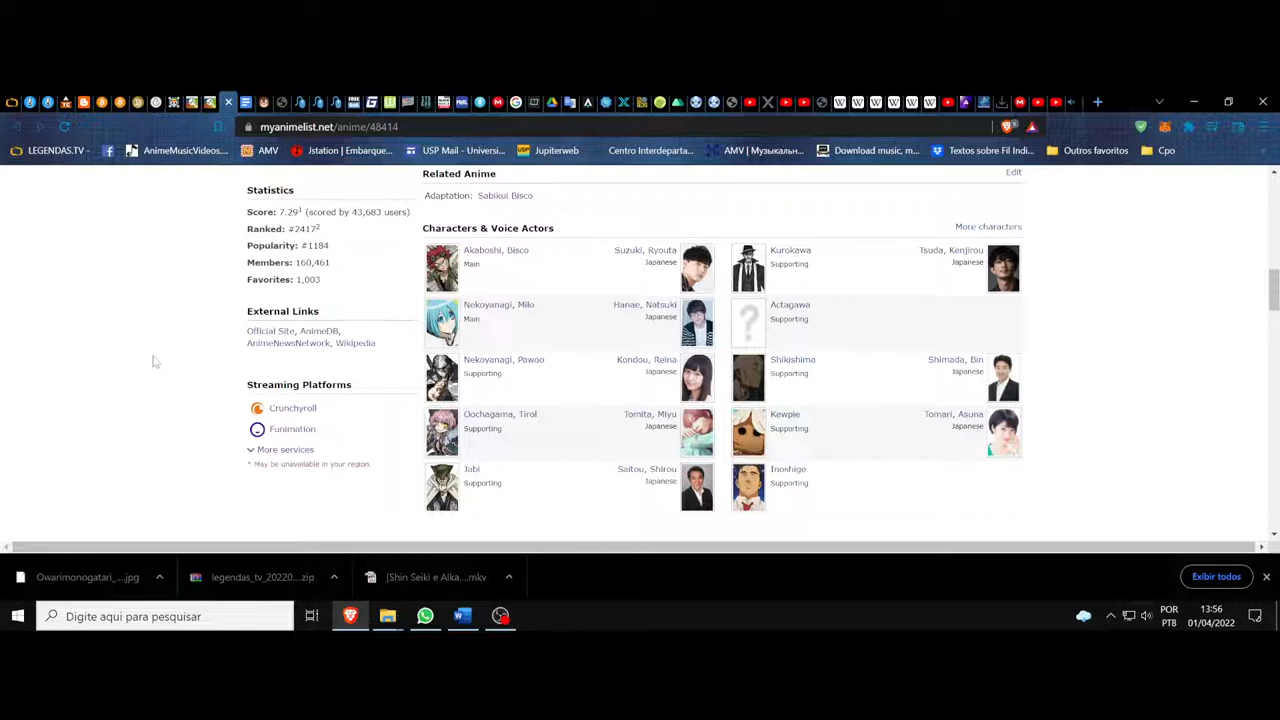 myanimelist.net/anime/48414
LEGENDAS.TV -
AnimeMusicVideos...
AMV
Jstation | Embarque...
USP Mail - Universi...
Jupiterweb
Centro Interdeparta...
AMV | Музыкальн...
Download music, m...
Textos sobre Fil Indi...
Outros favoritos
Cpo
Statistics
Score: 7.29¹ (scored by 43,683 users)
Ranked: #2417²
Popularity: #1184
Members: 160,461
Favorites: 1,003
External Links
Official Site, AnimeDB,
AnimeNewsNetwork, Wikipedia
Streaming Platforms
Crunchyroll
Funimation
More services
* May be unavailable in your region.
Related Anime
Edit
Adaptation: Sabikui Bisco
Characters & Voice Actors
More characters
Akaboshi, Bisco
Main
Suzuki, Ryouta
Japanese
Kurokawa
Supporting
Tsuda, Kenjirou
Japanese
Nekoyanagi, Milo
Main
Hanae, Natsuki
Japanese
Actagawa
Supporting
Nekoyanagi, Pawoo
Supporting
Kondou, Reina
Japanese
Shikishima
Supporting
Shimada, Bin
Japanese
Oochagama, Tirol
Supporting
Tomita, Miyu
Japanese
Kewpie
Supporting
Tomari, Asuna
Japanese
Jabi
Supporting
Saitou, Shirou
Japanese
Inoshige
Supporting
Owarimonogatari_...jpg
legendas_tv_20220....zip
[Shin Seiki e Alka....mkv
Exibir todos
Digite aqui para pesquisar
POR
PTB
13:56
01/04/2022